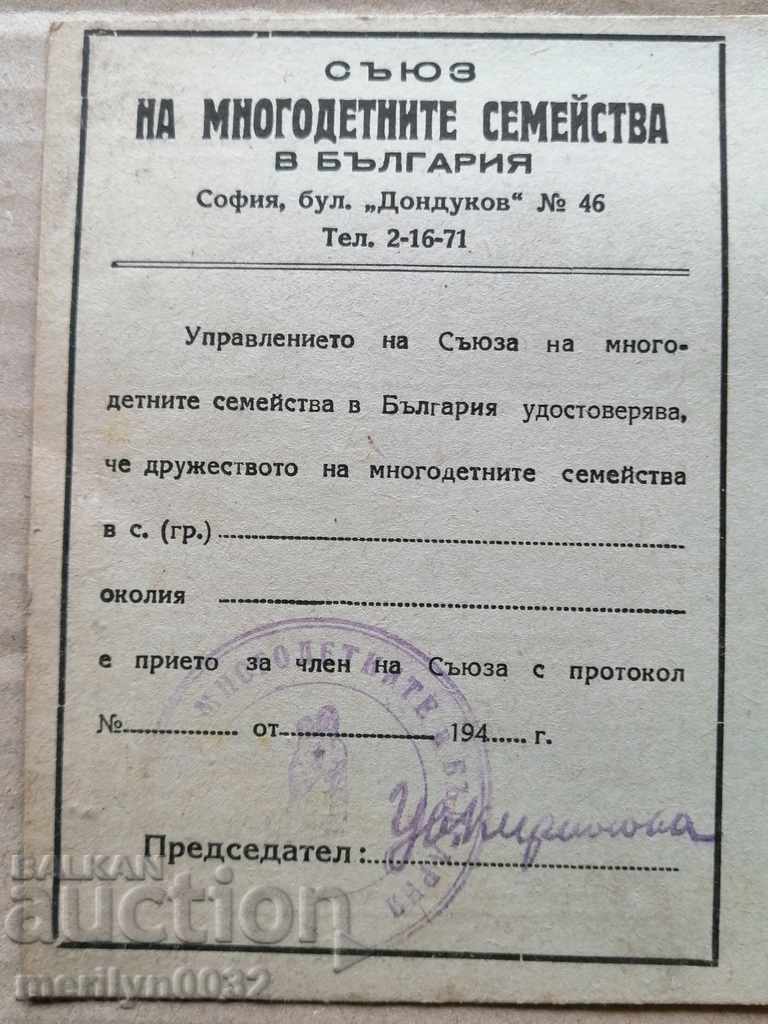 СЪЮЗ
НА МНОГОДЕТНИТЕ СЕМЕЙСТВА
В БЪЛГАРИЯ
София, бул. „Дондуков“ № 46
Тел. 2-16-71
Управлението на Съюза на много-
детните семейства в България удостоверява,
че дружеството на многодетните семейства
в с. (гр.)
околия
е прието за член на Съюза с протокол
№ от 194 г.
Председател:
МНОГОДЕТНИТЕ
BALKAN
auction
merilyn0032